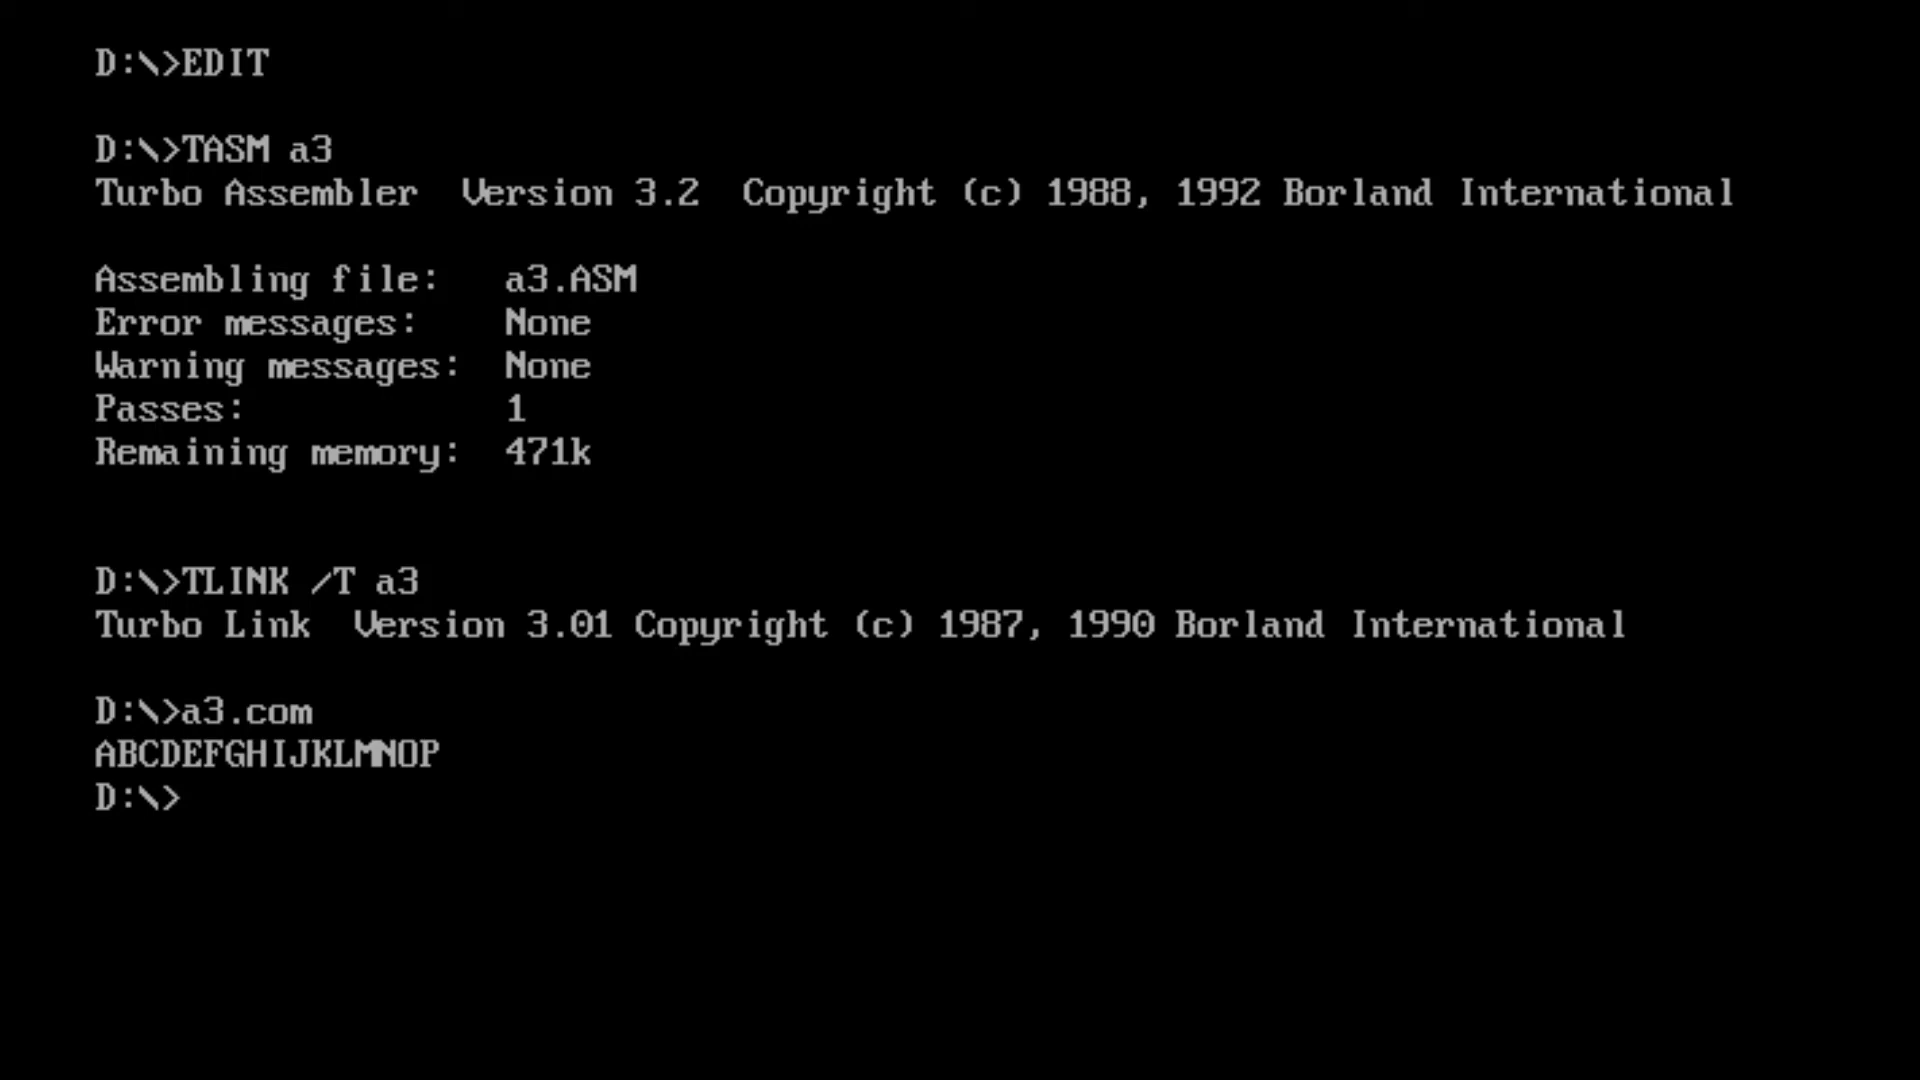 D:\>EDIT
D:\>TASM a3
Turbo Assembler  Version 3.2  Copyright (c) 1988, 1992 Borland International
Assembling file:   a3.ASM
Error messages:    None
Warning messages:  None
Passes:            1
Remaining memory:  471k
D:\>TLINK /T a3
Turbo Link  Version 3.01 Copyright (c) 1987, 1990 Borland International
D:\>a3.com
ABCDEFGHIJKLMNOP
D:\>